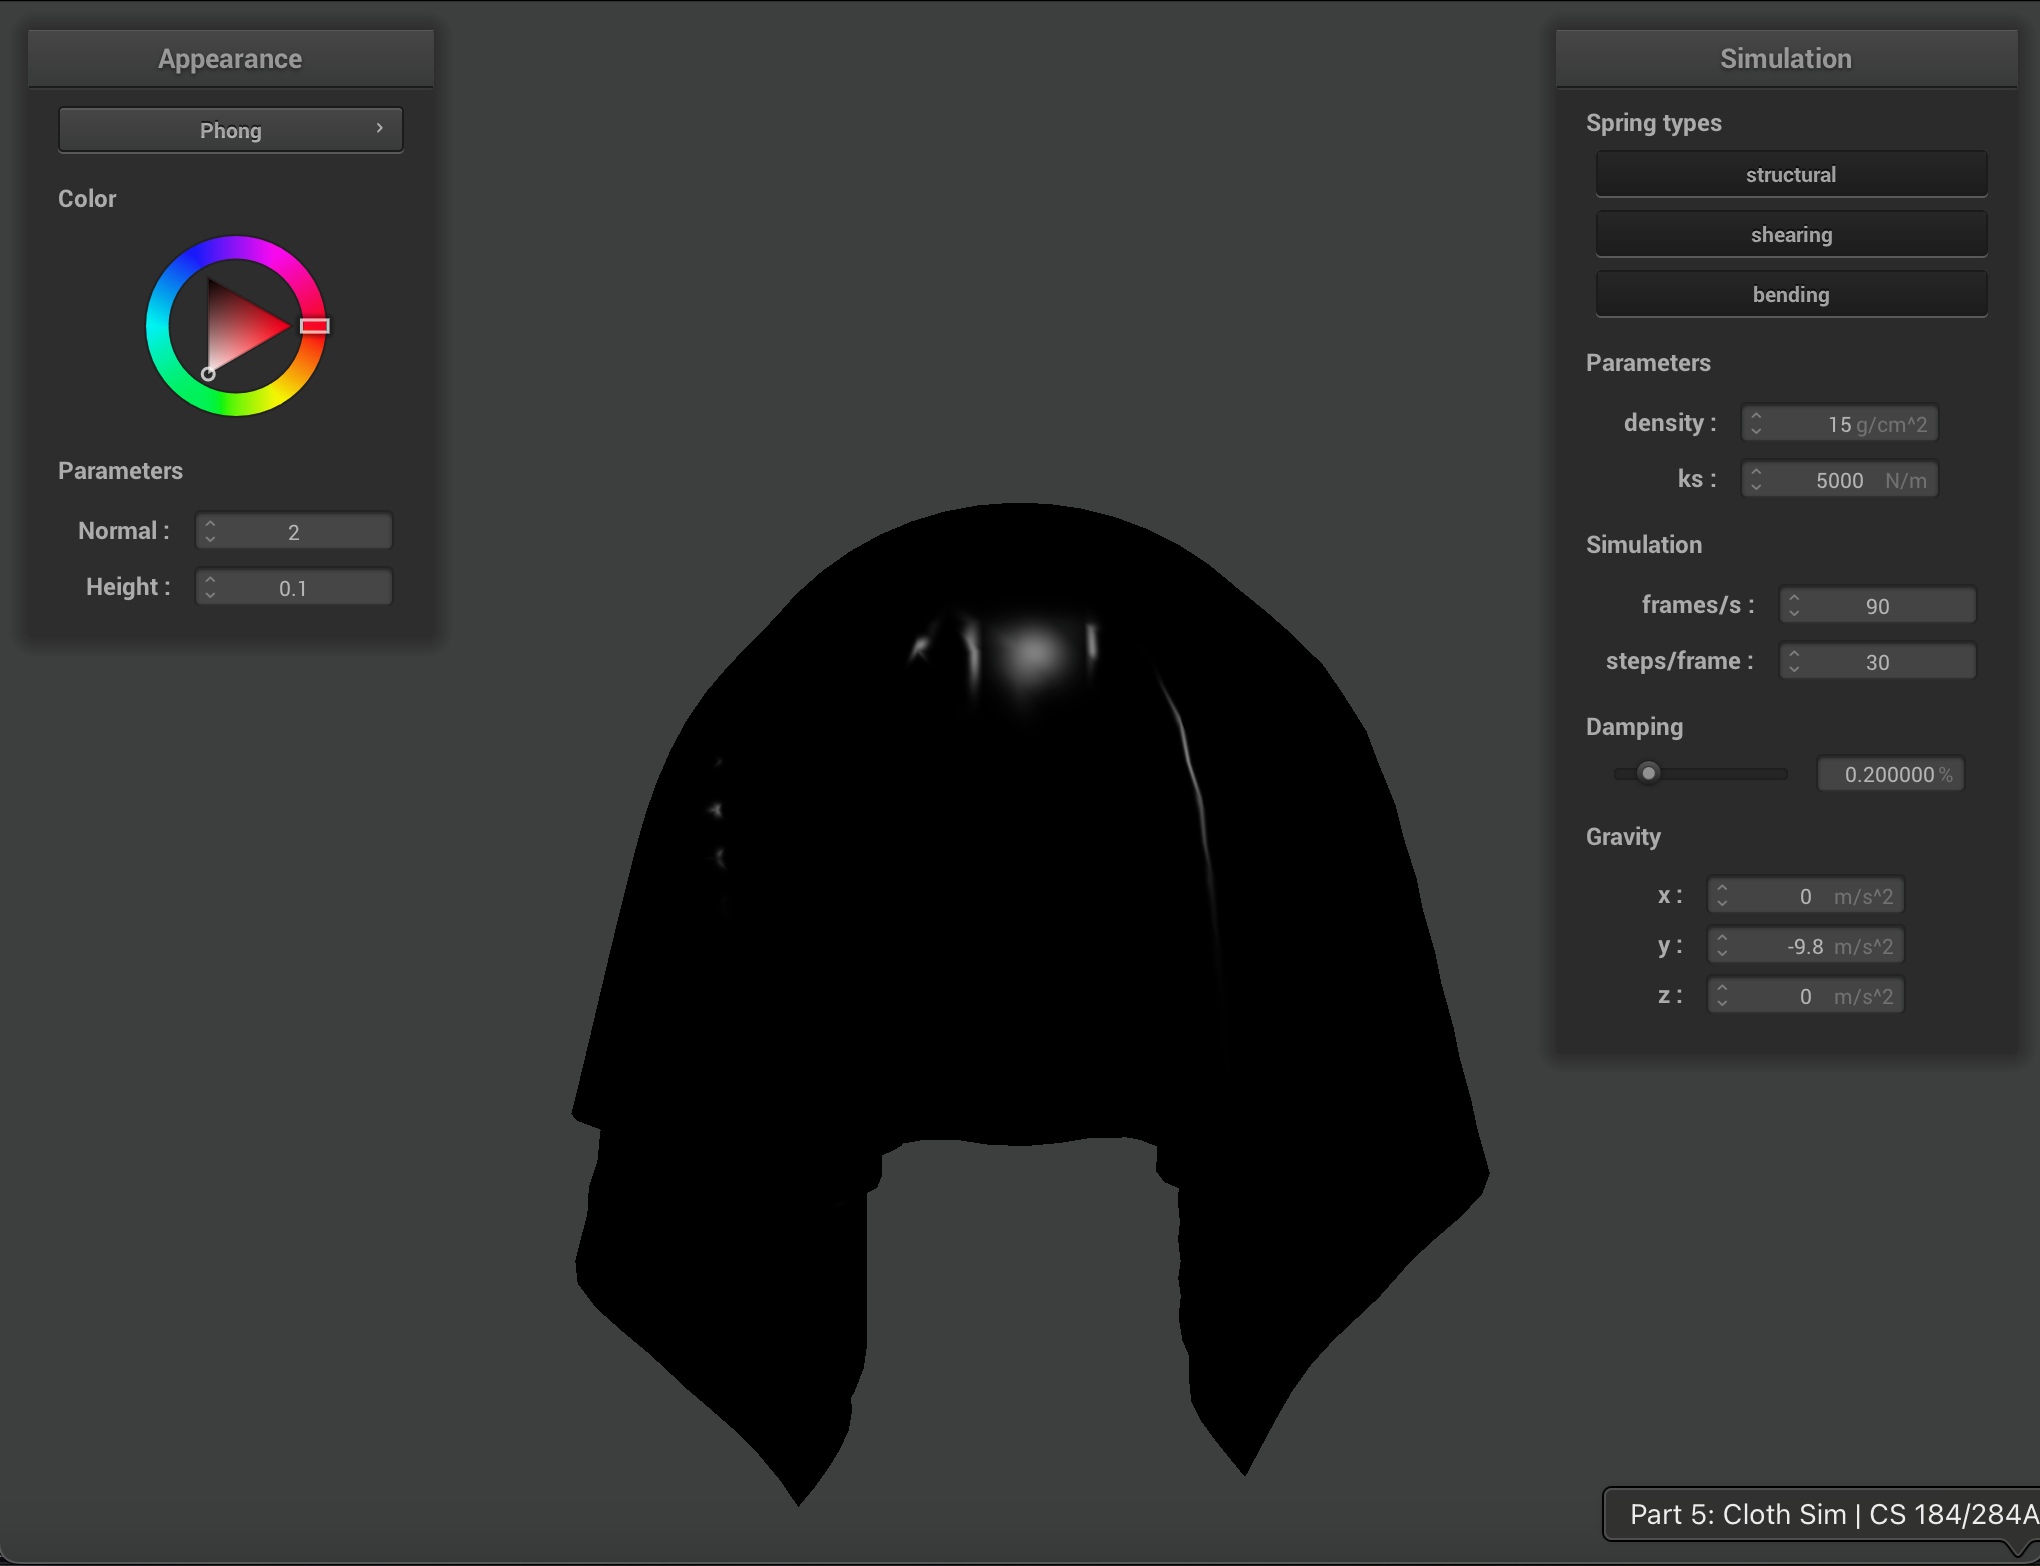 Appearance
Phong
Color
Parameters
Normal : 2
Height : 0.1
Simulation
Spring types
structural
shearing
bending
Parameters
density : 15 g/cm^2
ks : 5000 N/m
Simulation
frames/s : 90
steps/frame : 30
Damping
0.200000 %
Gravity
x : 0 m/s^2
y : -9.8 m/s^2
z : 0 m/s^2
Part 5: Cloth Sim | CS 184/284A